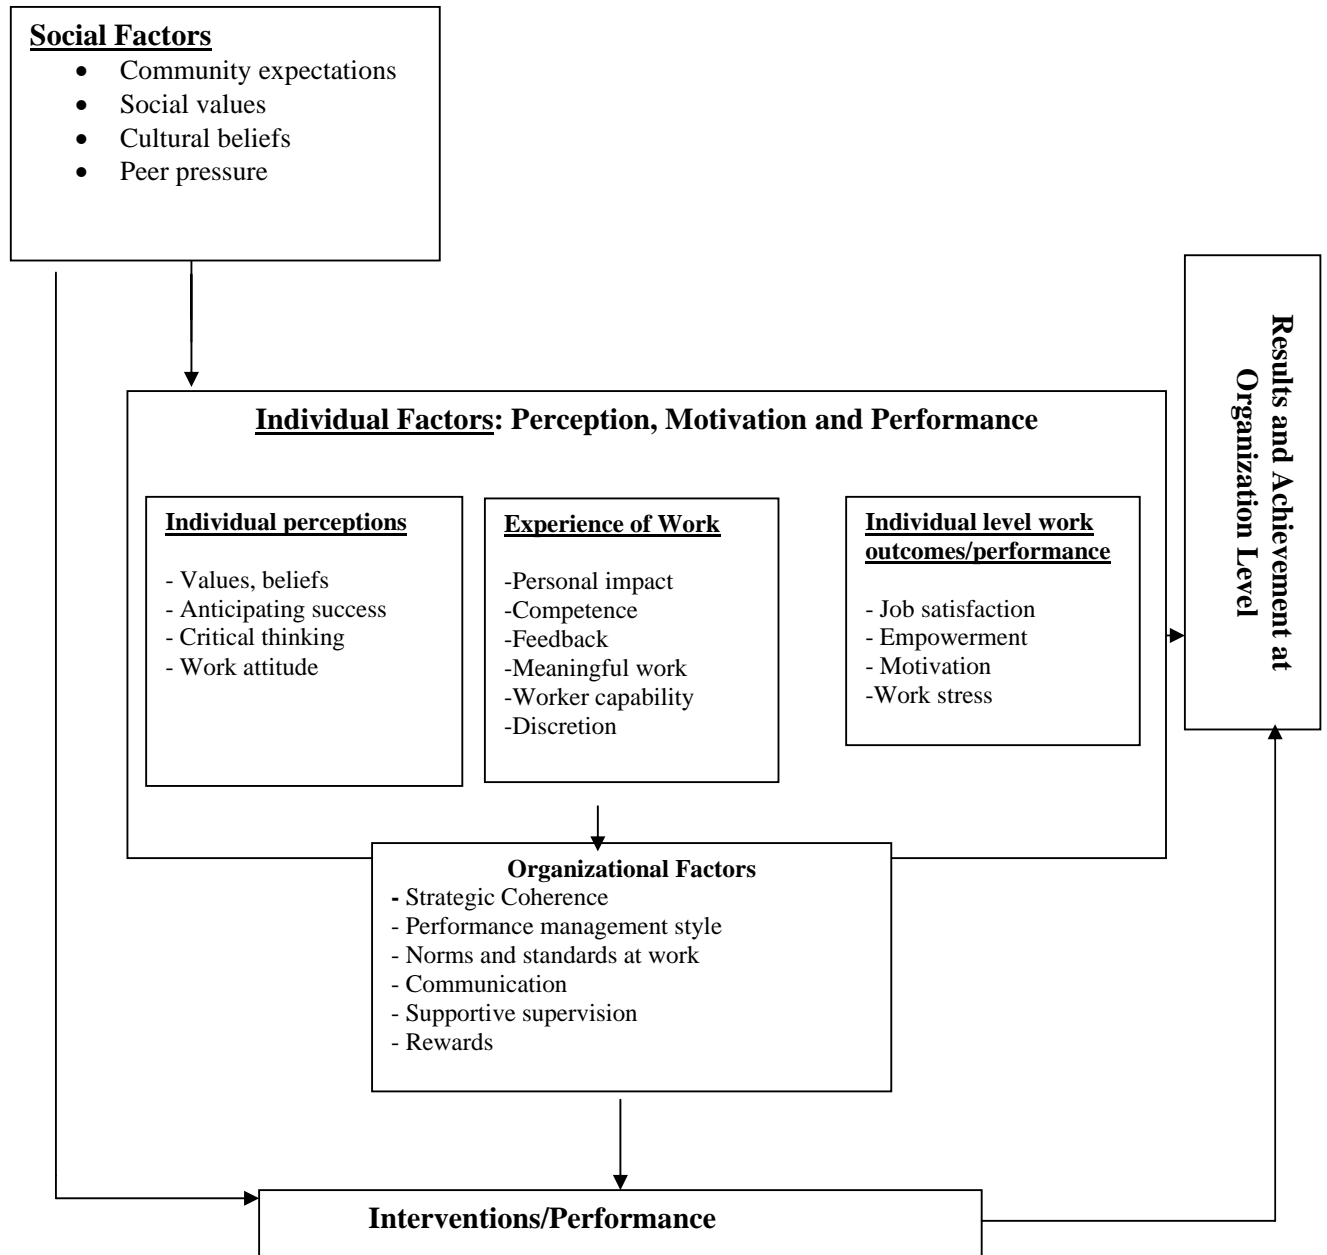 Social Factors
• Community expectations
• Social values
• Cultural beliefs
• Peer pressure
Results and Achievement at
Organization Level
Individual Factors: Perception, Motivation and Performance
Individual perceptions
- Values, beliefs
- Anticipating success
- Critical thinking
- Work attitude
Experience of Work
-Personal impact
-Competence
-Feedback
-Meaningful work
-Worker capability
-Discretion
Individual level work
outcomes/performance
- Job satisfaction
- Empowerment
- Motivation
-Work stress
Organizational Factors
- Strategic Coherence
- Performance management style
- Norms and standards at work
- Communication
- Supportive supervision
- Rewards
Interventions/Performance